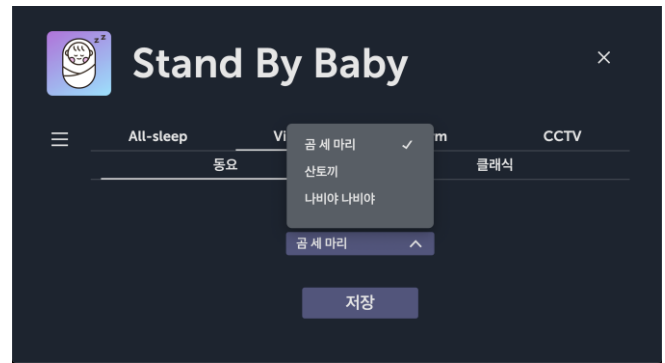 zz
Stand By Baby
All-sleep Vi m CCTV
동요 클래식
곰 세 마리
산토끼
나비야 나비야
곰 세 마리
저장